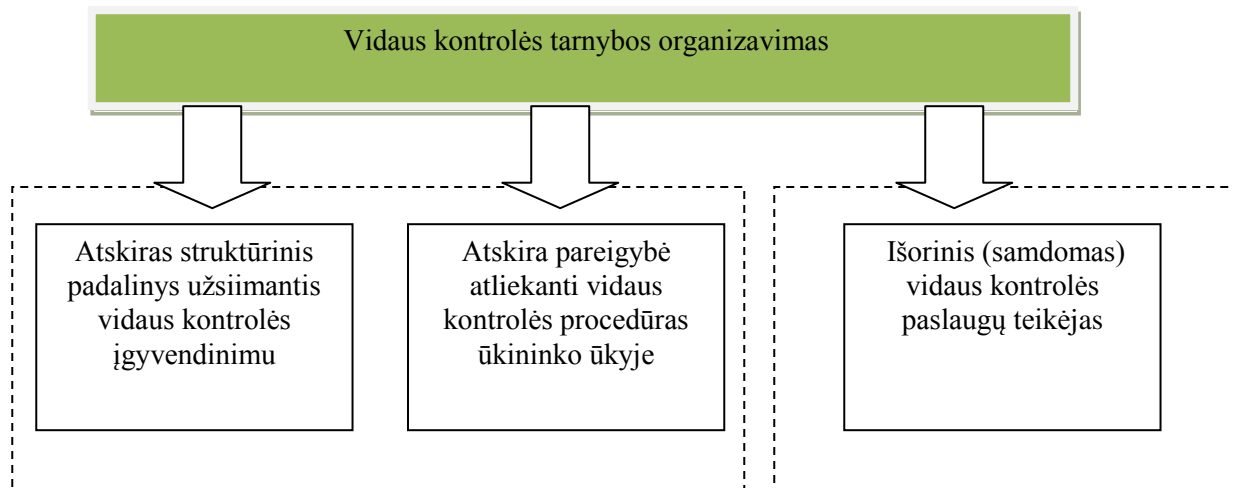 Vidaus kontrolės tarnybos organizavimas
Atskiras struktūrinis
padalinys užsiimantis
vidaus kontrolės
įgyvendinimu
Atskira pareigybė
atliekanti vidaus
kontrolės procedūras
ūkininko ūkyje
Išorinis (samdomas)
vidaus kontrolės
paslaugų teikėjas